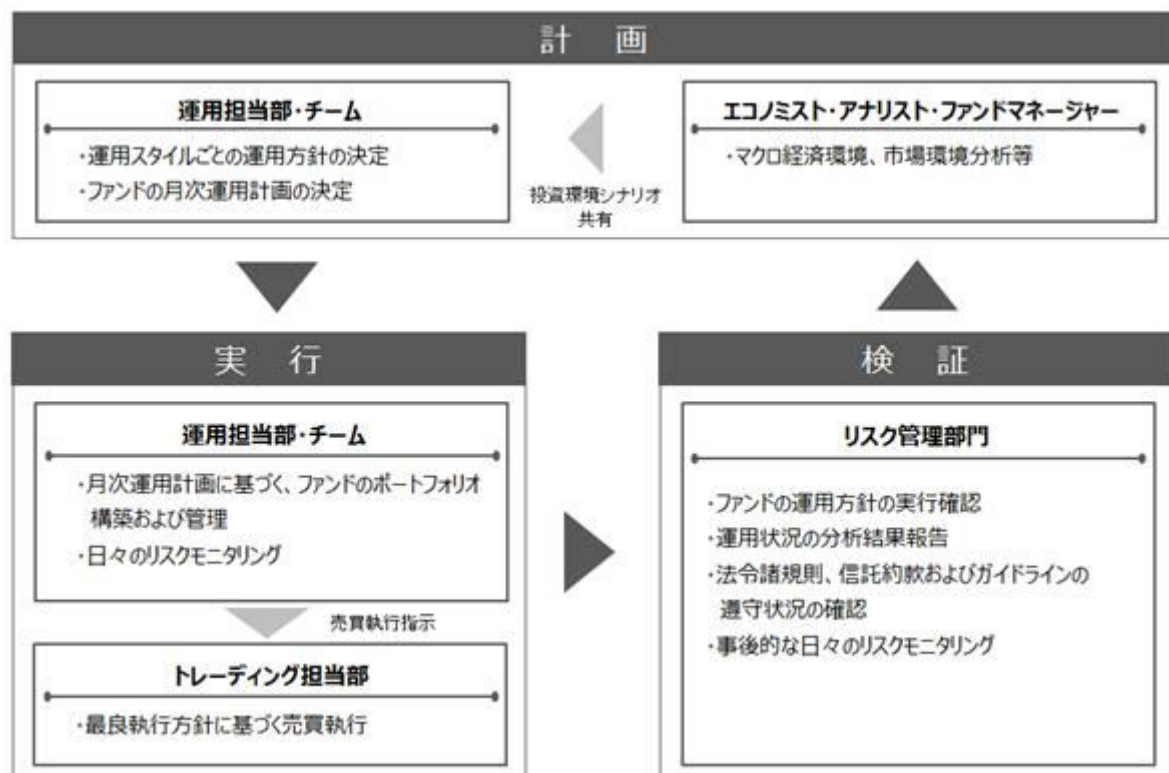 計 画
運用担当部・チーム
・運用スタイルごとの運用方針の決定
・ファンドの月次運用計画の決定
投資環境シナリオ
共有
エコノミスト・アナリスト・ファンドマネージャー
・マクロ経済環境、市場環境分析等
実 行
運用担当部・チーム
・月次運用計画に基づく、ファンドのポートフォリオ
構築および管理
・日々のリスクモニタリング
売買執行指示
トレーディング担当部
・最良執行方針に基づく売買執行
検 証
リスク管理部門
・ファンドの運用方針の実行確認
・運用状況の分析結果報告
・法令諸規則、信託約款およびガイドラインの
遵守状況の確認
・事後的な日々のリスクモニタリング